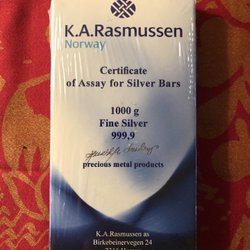 K.A.Rasmussen
Norway
Certificate
of Assay for Silver Bars
1000 g
Fine Silver
999,9
precious metal products
K.A.Rasmussen as
Birkebeinervegen 24